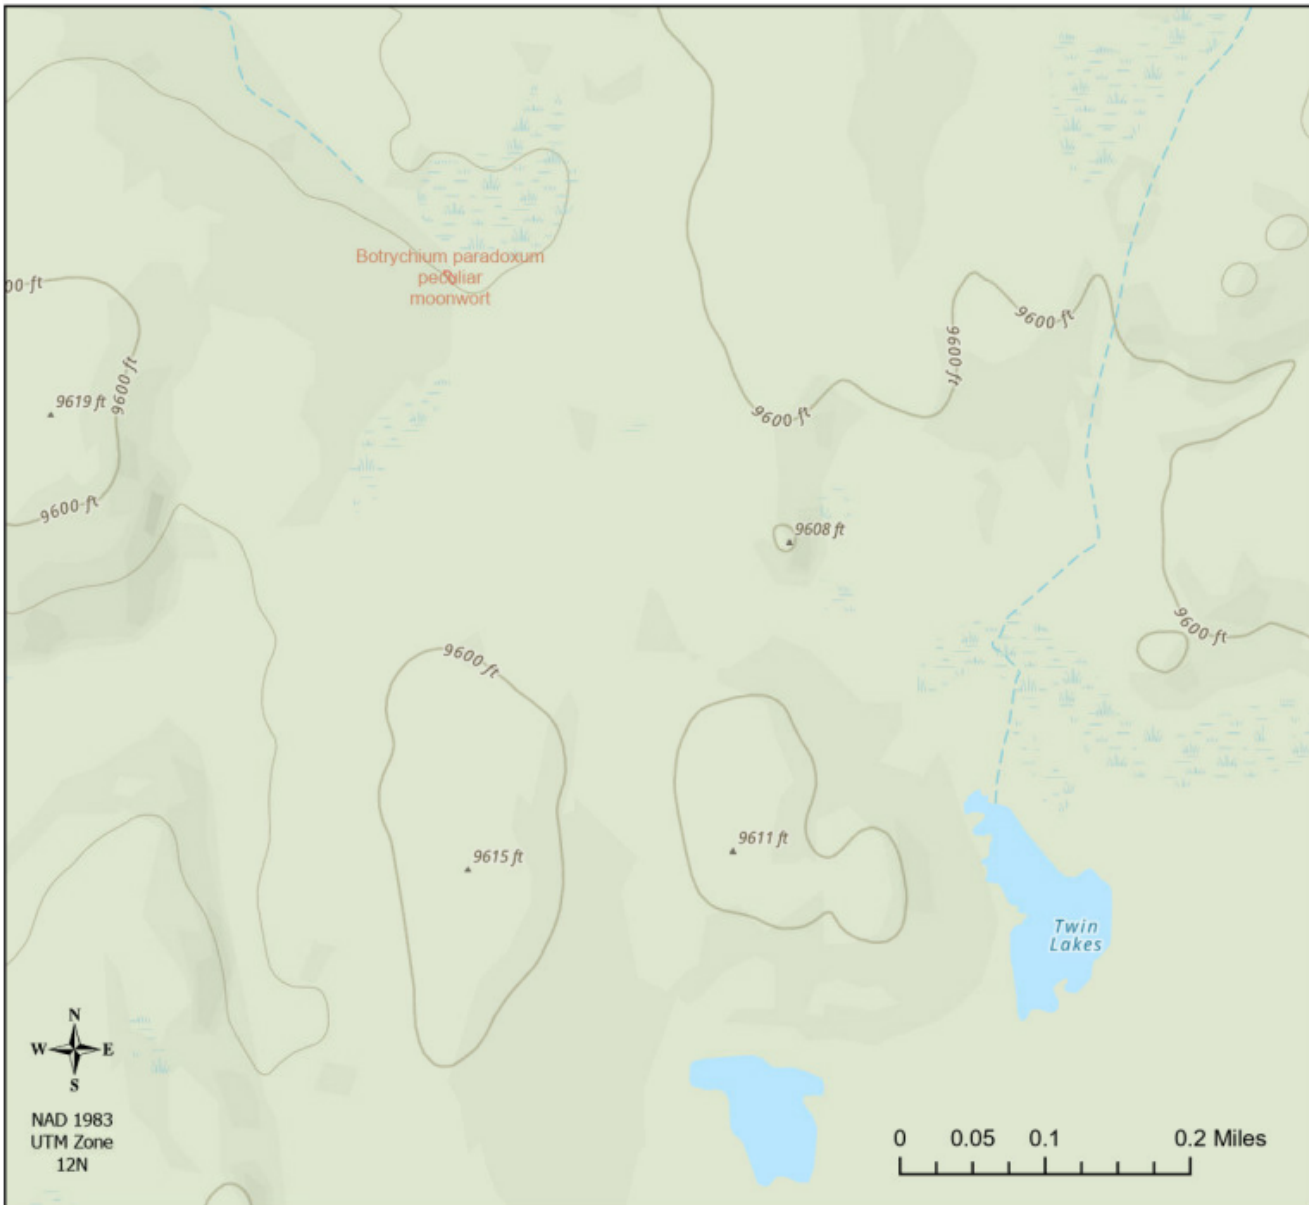 Botrychium paradoxum
peculiar
moonwort
00 ft
9600 ft
9600 ft
9619 ft
9600 ft
9600 ft
9600 ft
9600 ft
9608 ft
9600 ft
9600 ft
9615 ft
9611 ft
Twin
Lakes
N
W E
S
NAD 1983
UTM Zone
12N
0 0.05 0.1 0.2 Miles